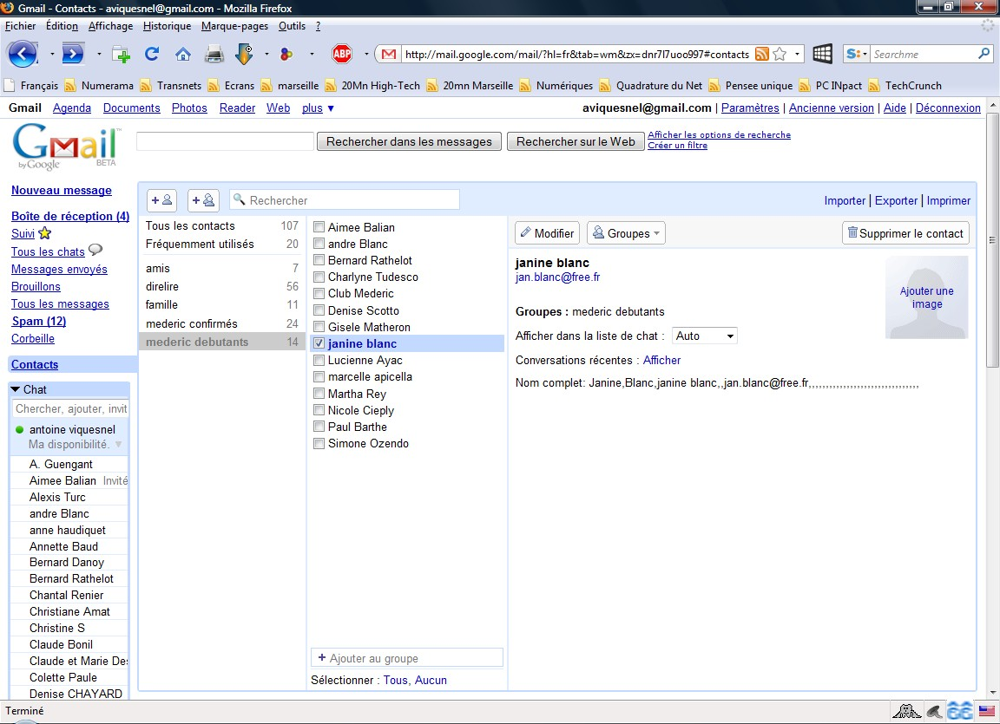 Gmail - Contacts - aviquesnel@gmail.com - Mozilla Firefox
Fichier Édition Affichage Historique Marque-pages Outils ?
ABP http://mail.google.com/mail/?hl=fr&tab=wm&zx=dnr7l7uoo997#contacts S: Searchme
Français Numerama Transnets Ecrans marseille 20Mn High-Tech 20mn Marseille Numériques Quadrature du Net Pensee unique PC INpact TechCrunch
Gmail Agenda Documents Photos Reader Web plus ▼ aviquesnel@gmail.com | Paramètres | Ancienne version | Aide | Déconnexion
Gmail by Google BETA
Rechercher dans les messages Rechercher sur le Web Afficher les options de recherche
Créer un filtre
Nouveau message
Boîte de réception (4)
Suivi
Tous les chats
Messages envoyés
Brouillons
Tous les messages
Spam (12)
Corbeille
Contacts
Chat
Chercher, ajouter, invit
antoine viquesnel
Ma disponibilité.
A. Guengant
Aimee Balian Invité
Alexis Turc
andre Blanc
anne haudiquet
Annette Baud
Bernard Danoy
Bernard Rathelot
Chantal Renier
Christiane Amat
Christine S
Claude Bonil
Claude et Marie Des
Colette Paule
Denise CHAYARD
+ + Rechercher Importer | Exporter | Imprimer
Tous les contacts 107
Fréquemment utilisés 20
amis 7
direlire 56
famille 11
mederic confirmés 24
mederic debutants 14
Aimee Balian
andre Blanc
Bernard Rathelot
Charlyne Tudesco
Club Mederic
Denise Scotto
Gisele Matheron
janine blanc
Lucienne Ayac
marcelle apicella
Martha Rey
Nicole Cieply
Paul Barthe
Simone Ozendo
+ Ajouter au groupe
Sélectionner : Tous, Aucun
Modifier Groupes Supprimer le contact
janine blanc
jan.blanc@free.fr
Ajouter une
image
Groupes : mederic debutants
Afficher dans la liste de chat : Auto
Conversations récentes : Afficher
Nom complet: Janine,Blanc,janine blanc,,jan.blanc@free.fr,,,,,,,,,,,,,,,,,,,,,,,,,,,,,,,,
Terminé